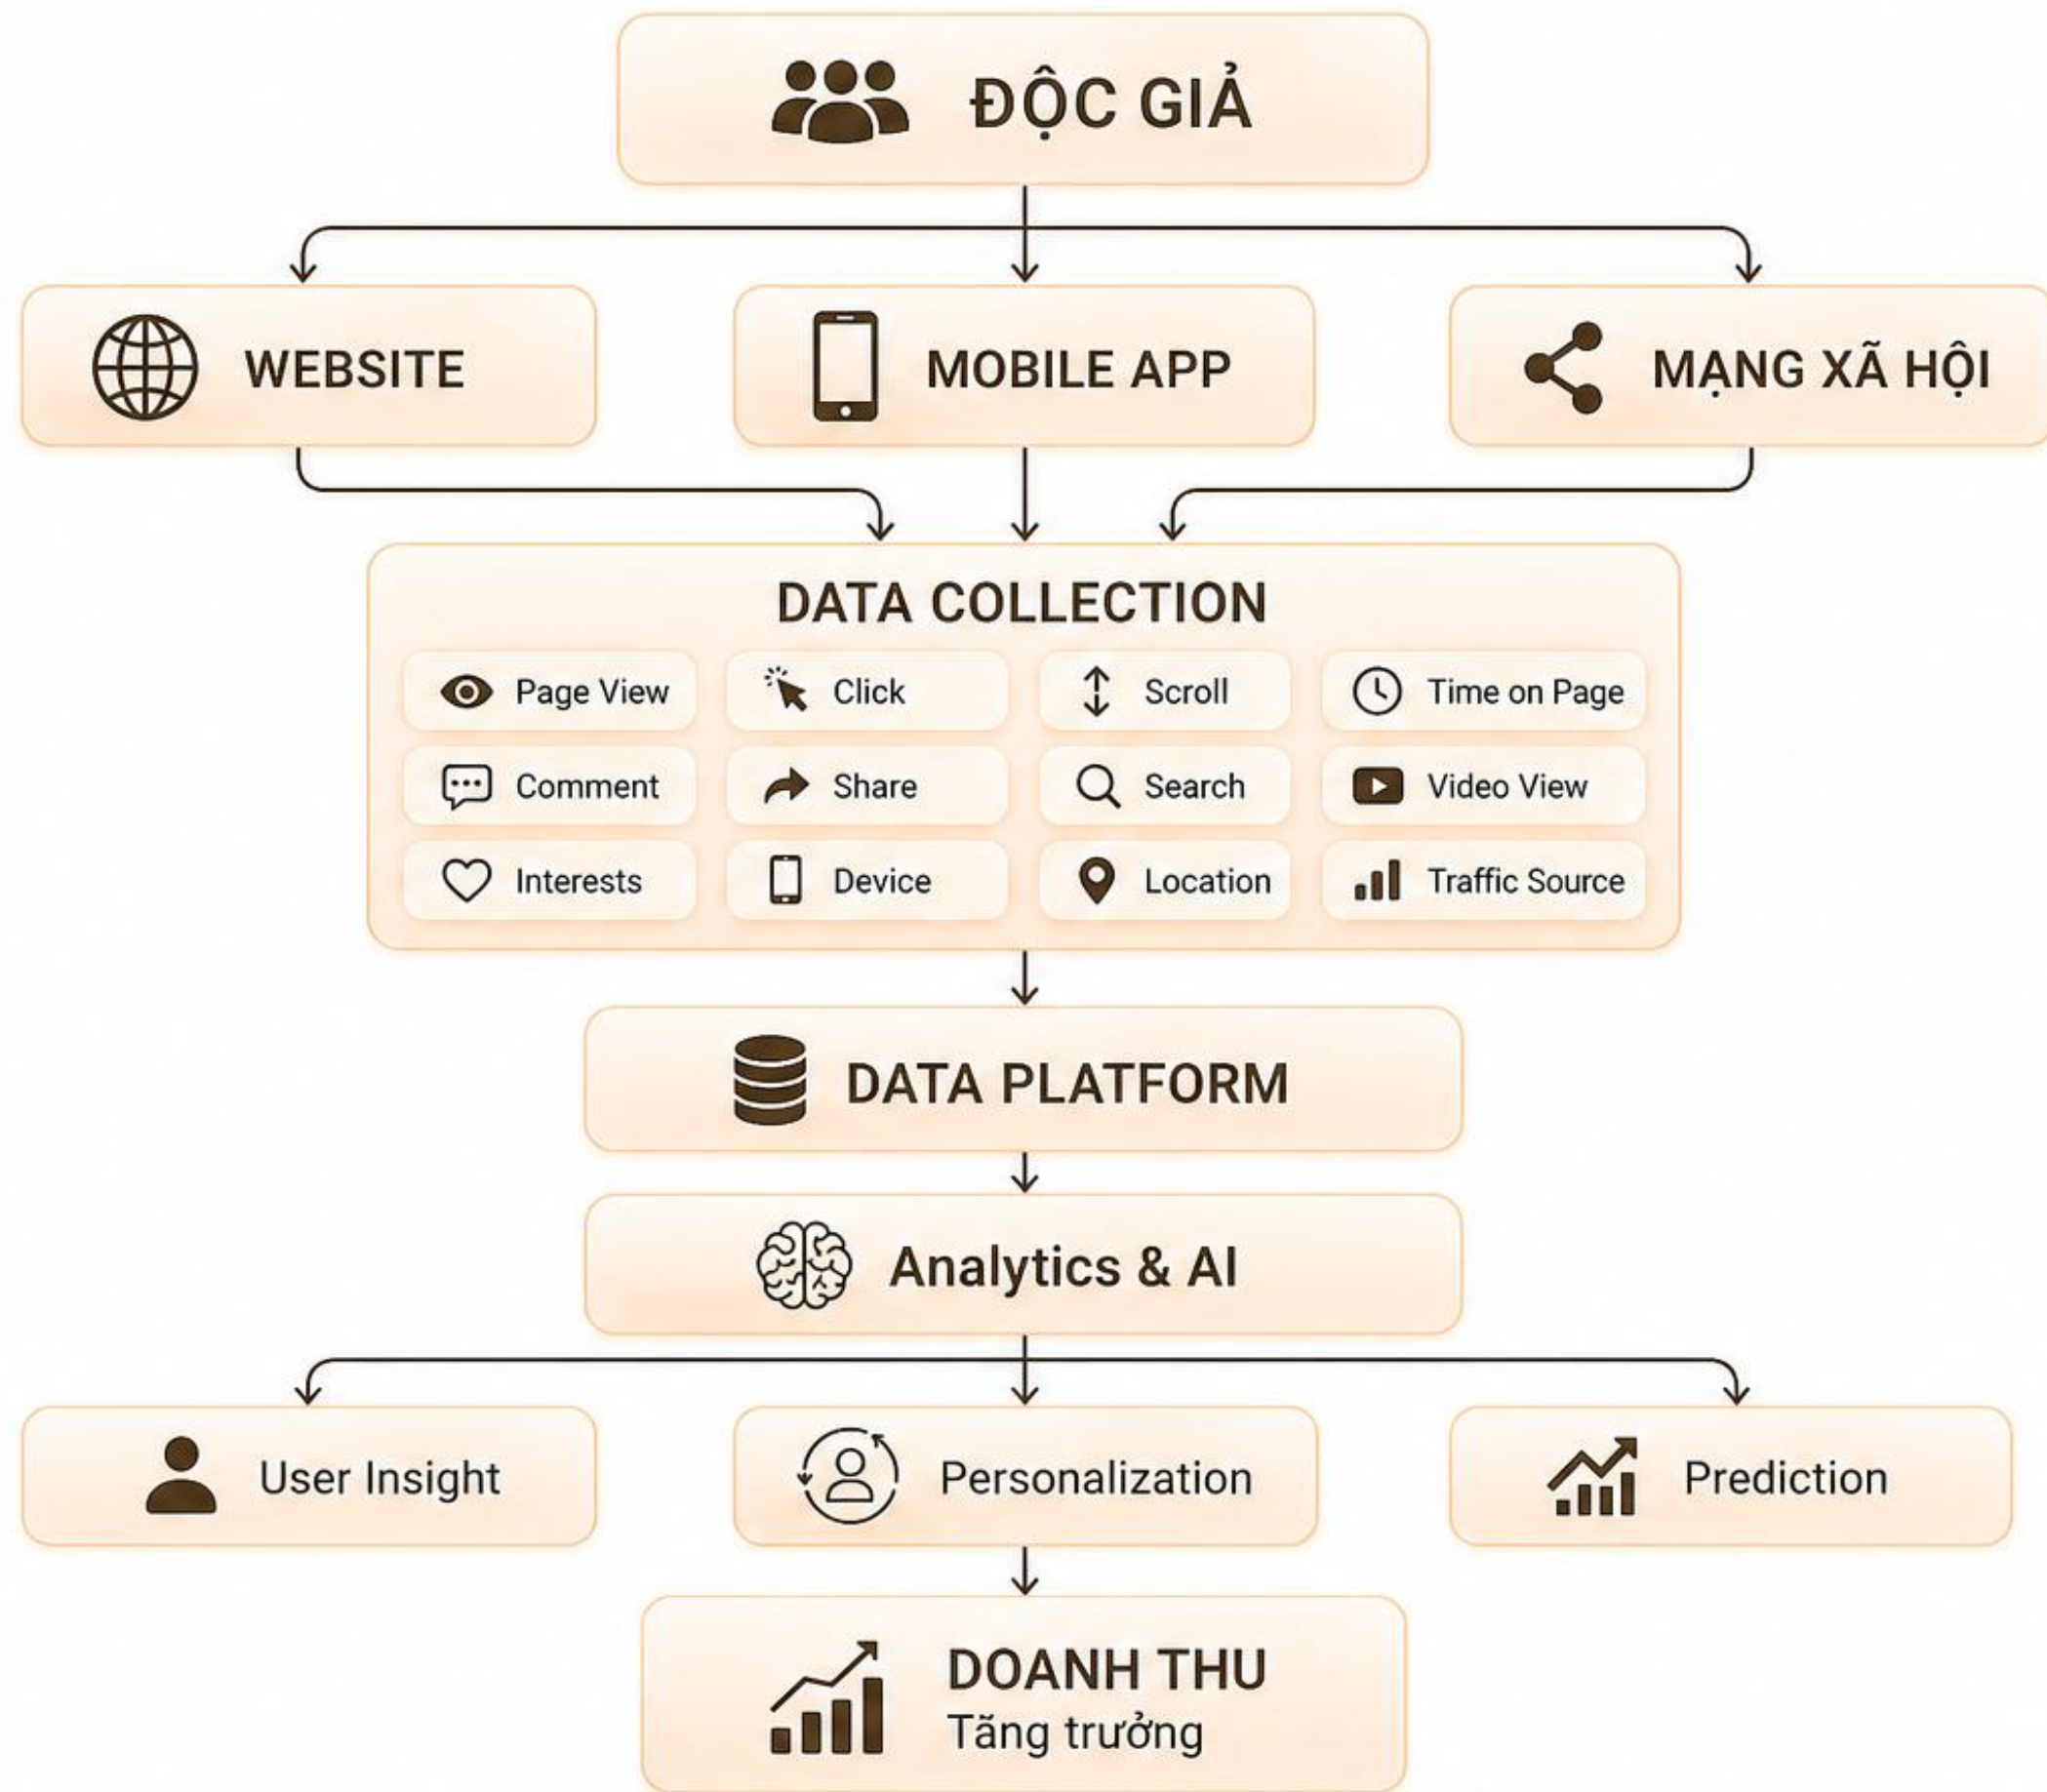 ĐỘC GIẢ
WEBSITE
MOBILE APP
MẠNG XÃ HỘI
DATA COLLECTION
Page View
Click
Scroll
Time on Page
Comment
Share
Search
Video View
Interests
Device
Location
Traffic Source
DATA PLATFORM
Analytics & AI
User Insight
Personalization
Prediction
DOANH THU
Tăng trưởng